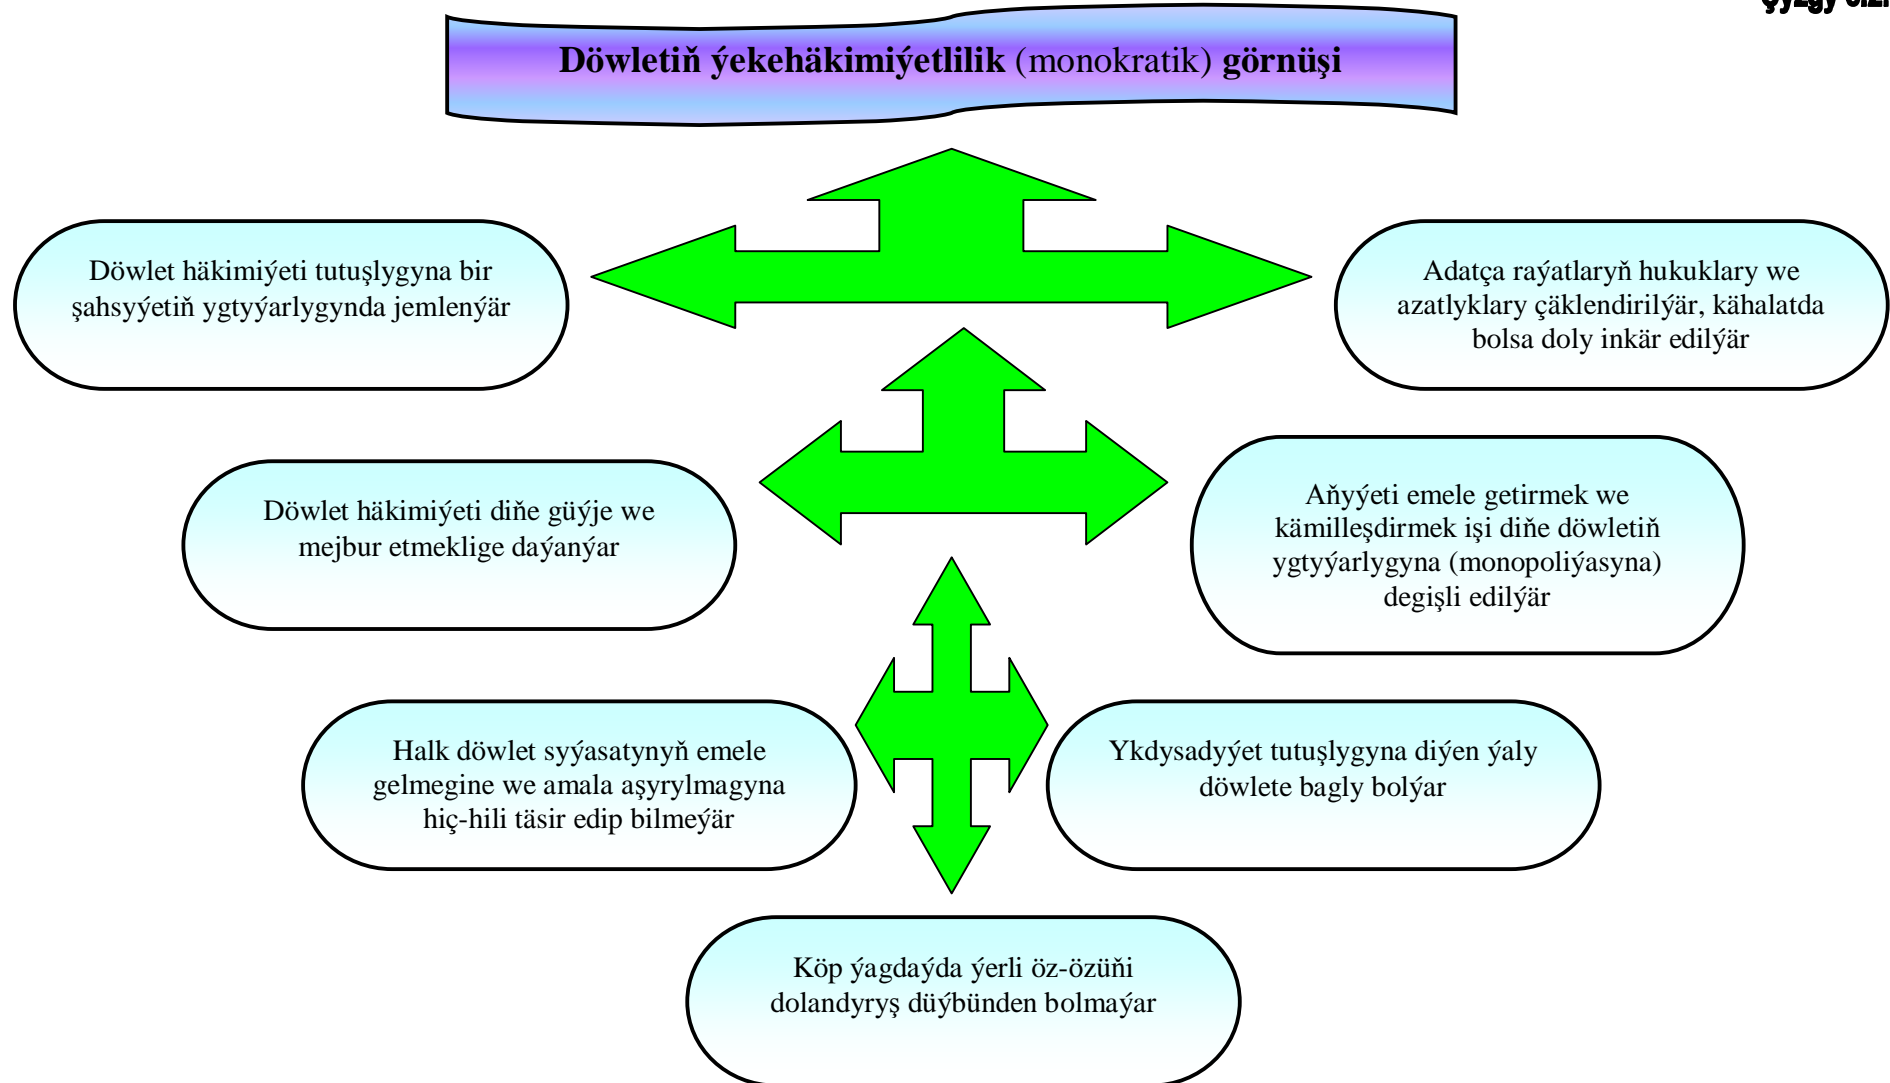 Döwletiň ýekehäkimiýetlilik (monokratik) görnüşi
Döwlet häkimiýeti tutuşlygyna bir
şahsyýetiň ygtyýarlygynda jemlenýär
Adatça raýatlaryň hukuklary we
azatlyklary çäklendirilýär, kähalatda
bolsa doly inkär edilýär
Döwlet häkimiýeti diňe güýje we
mejbur etmeklige daýanýar
Aňyýeti emele getirmek we
kämilleşdirmek işi diňe döwletiň
ygtyýarlygyna (monopoliýasyna)
degişli edilýär
Halk döwlet syýasatynyň emele
gelmegine we amala aşyrylmagyna
hiç-hili täsir edip bilmeýär
Ykdysadyýet tutuşlygyna diýen ýaly
döwlete bagly bolýar
Köp ýagdaýda ýerli öz-özüňi
dolandyryş düýbünden bolmaýar